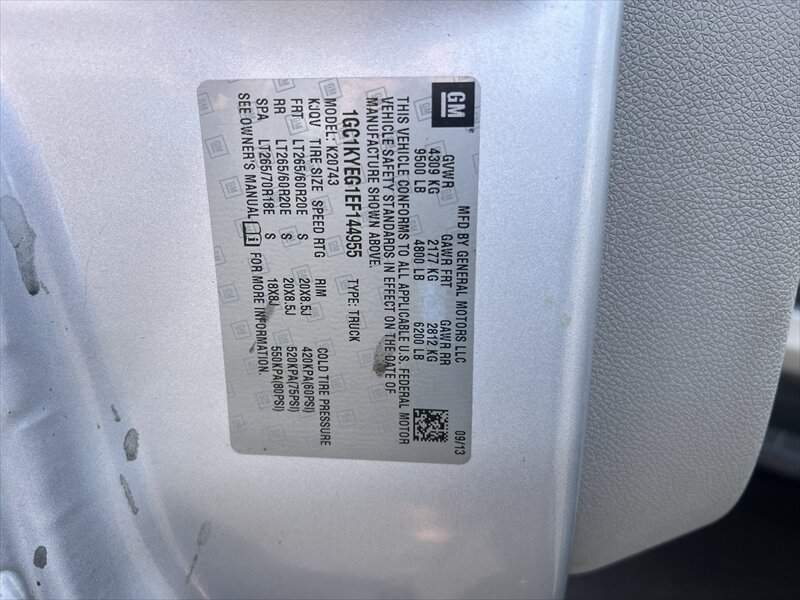 GM
MFD BY GENERAL MOTORS LLC 09/13
GVWR GAWR FRT GAWR RR
4309 KG 2177 KG 2812 KG
9500 LB 4800 LB 6200 LB
THIS VEHICLE CONFORMS TO ALL APPLICABLE U.S. FEDERAL MOTOR
VEHICLE SAFETY STANDARDS IN EFFECT ON THE DATE OF
MANUFACTURE SHOWN ABOVE.
1GC1KYEG1EF144955 TYPE: TRUCK
MODEL: K20743
KJQV TIRE SIZE SPEED RTG RIM COLD TIRE PRESSURE
FRT LT265/60R20E S 20X8.5J 420KPA(60PSI)
RR LT265/60R20E S 20X8.5J 520KPA(75PSI)
SPA LT265/70R18E S 18X8J 550KPA(80PSI)
SEE OWNER'S MANUAL i FOR MORE INFORMATION.